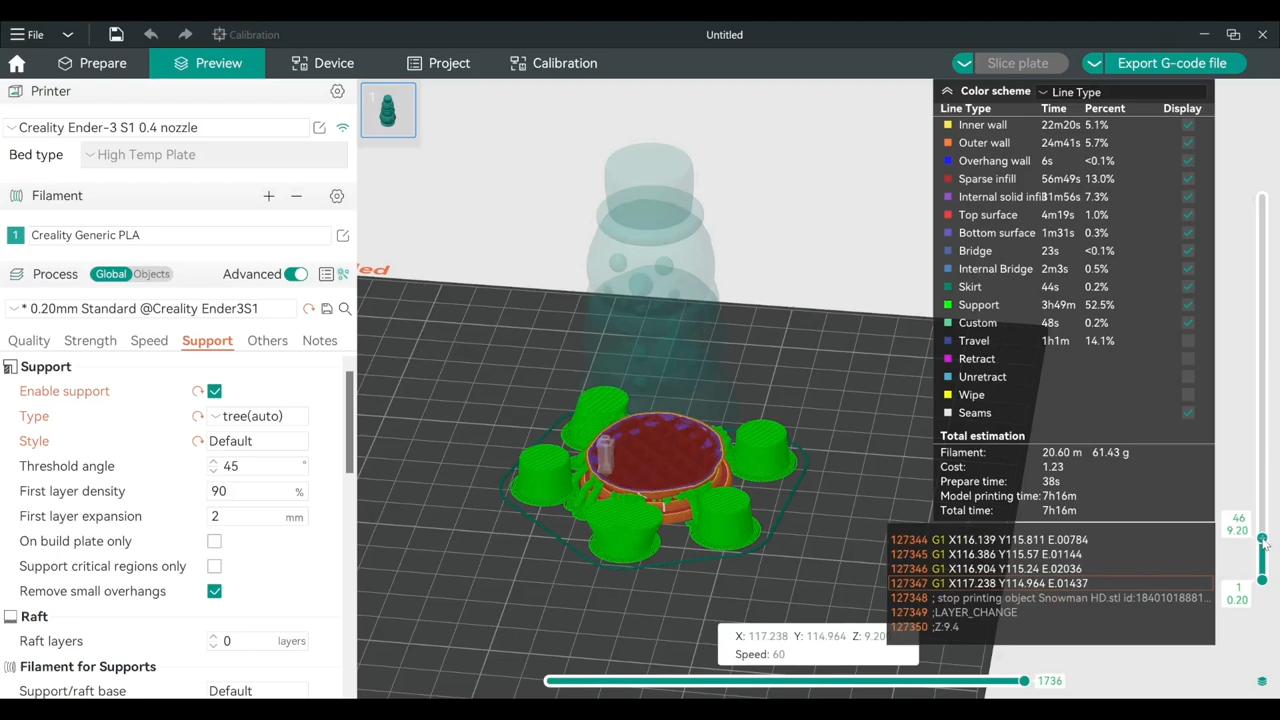 File
Calibration
Untitled
Prepare
Preview
Device
Project
Calibration
Slice plate
Export G-code file
Printer
Creality Ender-3 S1 0.4 nozzle
Bed type
High Temp Plate
Filament
1 Creality Generic PLA
Process Global Objects Advanced
* 0.20mm Standard @Creality Ender3S1
Quality Strength Speed Support Others Notes
Support
Enable support
Type tree(auto)
Style Default
Threshold angle 45 °
First layer density 90 %
First layer expansion 2 mm
On build plate only
Support critical regions only
Remove small overhangs
Raft
Raft layers 0 layers
Filament for Supports
Support/raft base Default
1
Color scheme Line Type
Line Type Time Percent Display
Inner wall 22m20s 5.1%
Outer wall 24m41s 5.7%
Overhang wall 6s <0.1%
Sparse infill 56m49s 13.0%
Internal solid infill 31m56s 7.3%
Top surface 4m19s 1.0%
Bottom surface 1m31s 0.3%
Bridge 23s <0.1%
Internal Bridge 2m3s 0.5%
Skirt 44s 0.2%
Support 3h49m 52.5%
Custom 48s 0.2%
Travel 1h1m 14.1%
Retract
Unretract
Wipe
Seams
Total estimation
Filament: 20.60 m 61.43 g
Cost: 1.23
Prepare time: 38s
Model printing time: 7h16m
Total time: 7h16m
127344 G1 X116.139 Y115.811 E.00784
127345 G1 X116.386 Y115.57 E.01144
127346 G1 X116.904 Y115.24 E.02036
127347 G1 X117.238 Y114.964 E.01437
127348 ; stop printing object Snowman HD.stl id:18401018881...
127349 ;LAYER_CHANGE
127350 ;Z:9.4
46
9.20
1
0.20
X: 117.238 Y: 114.964 Z: 9.20
Speed: 60
1736